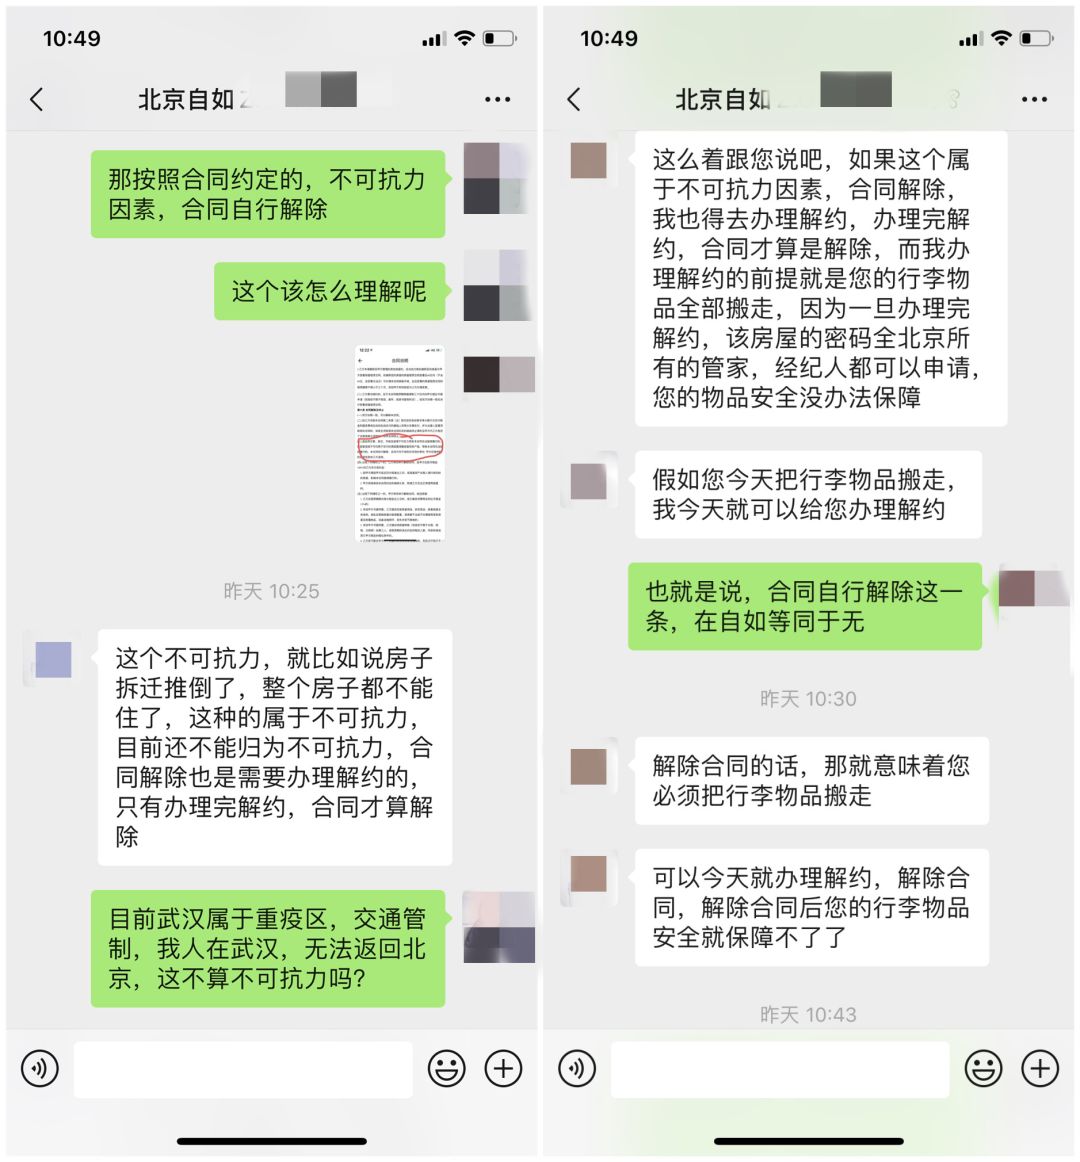 10:49
北京自如
那按照合同约定的，不可抗力
因素，合同自行解除
这个该怎么理解呢
昨天 10:25
这个不可抗力，就比如说房子
拆迁推倒了，整个房子都不能
住了，这种的属于不可抗力，
目前还不能归为不可抗力，合
同解除也是需要办理解约的，
只有办理完解约，合同才算解
除
目前武汉属于重疫区，交通管
制，我人在武汉，无法返回北
京，这不算不可抗力吗?
10:49
北京自如
这么着跟您说吧，如果这个属
于不可抗力因素，合同解除，
我也得去办理解约，办理完解
约，合同才算是解除，而我办
理解约的前提就是您的行李物
品全部搬走，因为一旦办理完
解约，该房屋的密码全北京所
有的管家，经纪人都可以申请，
您的物品安全没办法保障
假如您今天把行李物品搬走，
我今天就可以给您办理解约
也就是说，合同自行解除这一
条，在自如等同于无
昨天 10:30
解除合同的话，那就意味着您
必须把行李物品搬走
可以今天就办理解约，解除合
同，解除合同后您的行李物品
安全就保障不了了
昨天 10:43